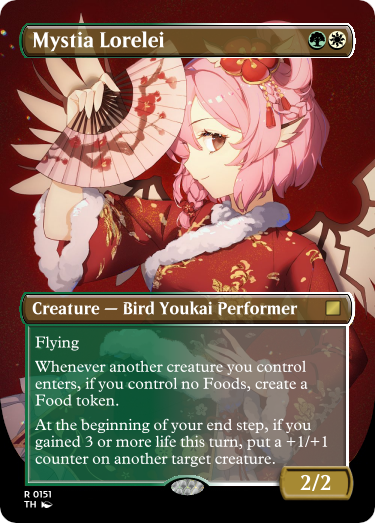 Mystia Lorelei
Creature — Bird Youkai Performer
Flying
Whenever another creature you control
enters, if you control no Foods, create a
Food token.
At the beginning of your end step, if you
gained 3 or more life this turn, put a +1/+1
counter on another target creature.
2/2
R 0151
TH